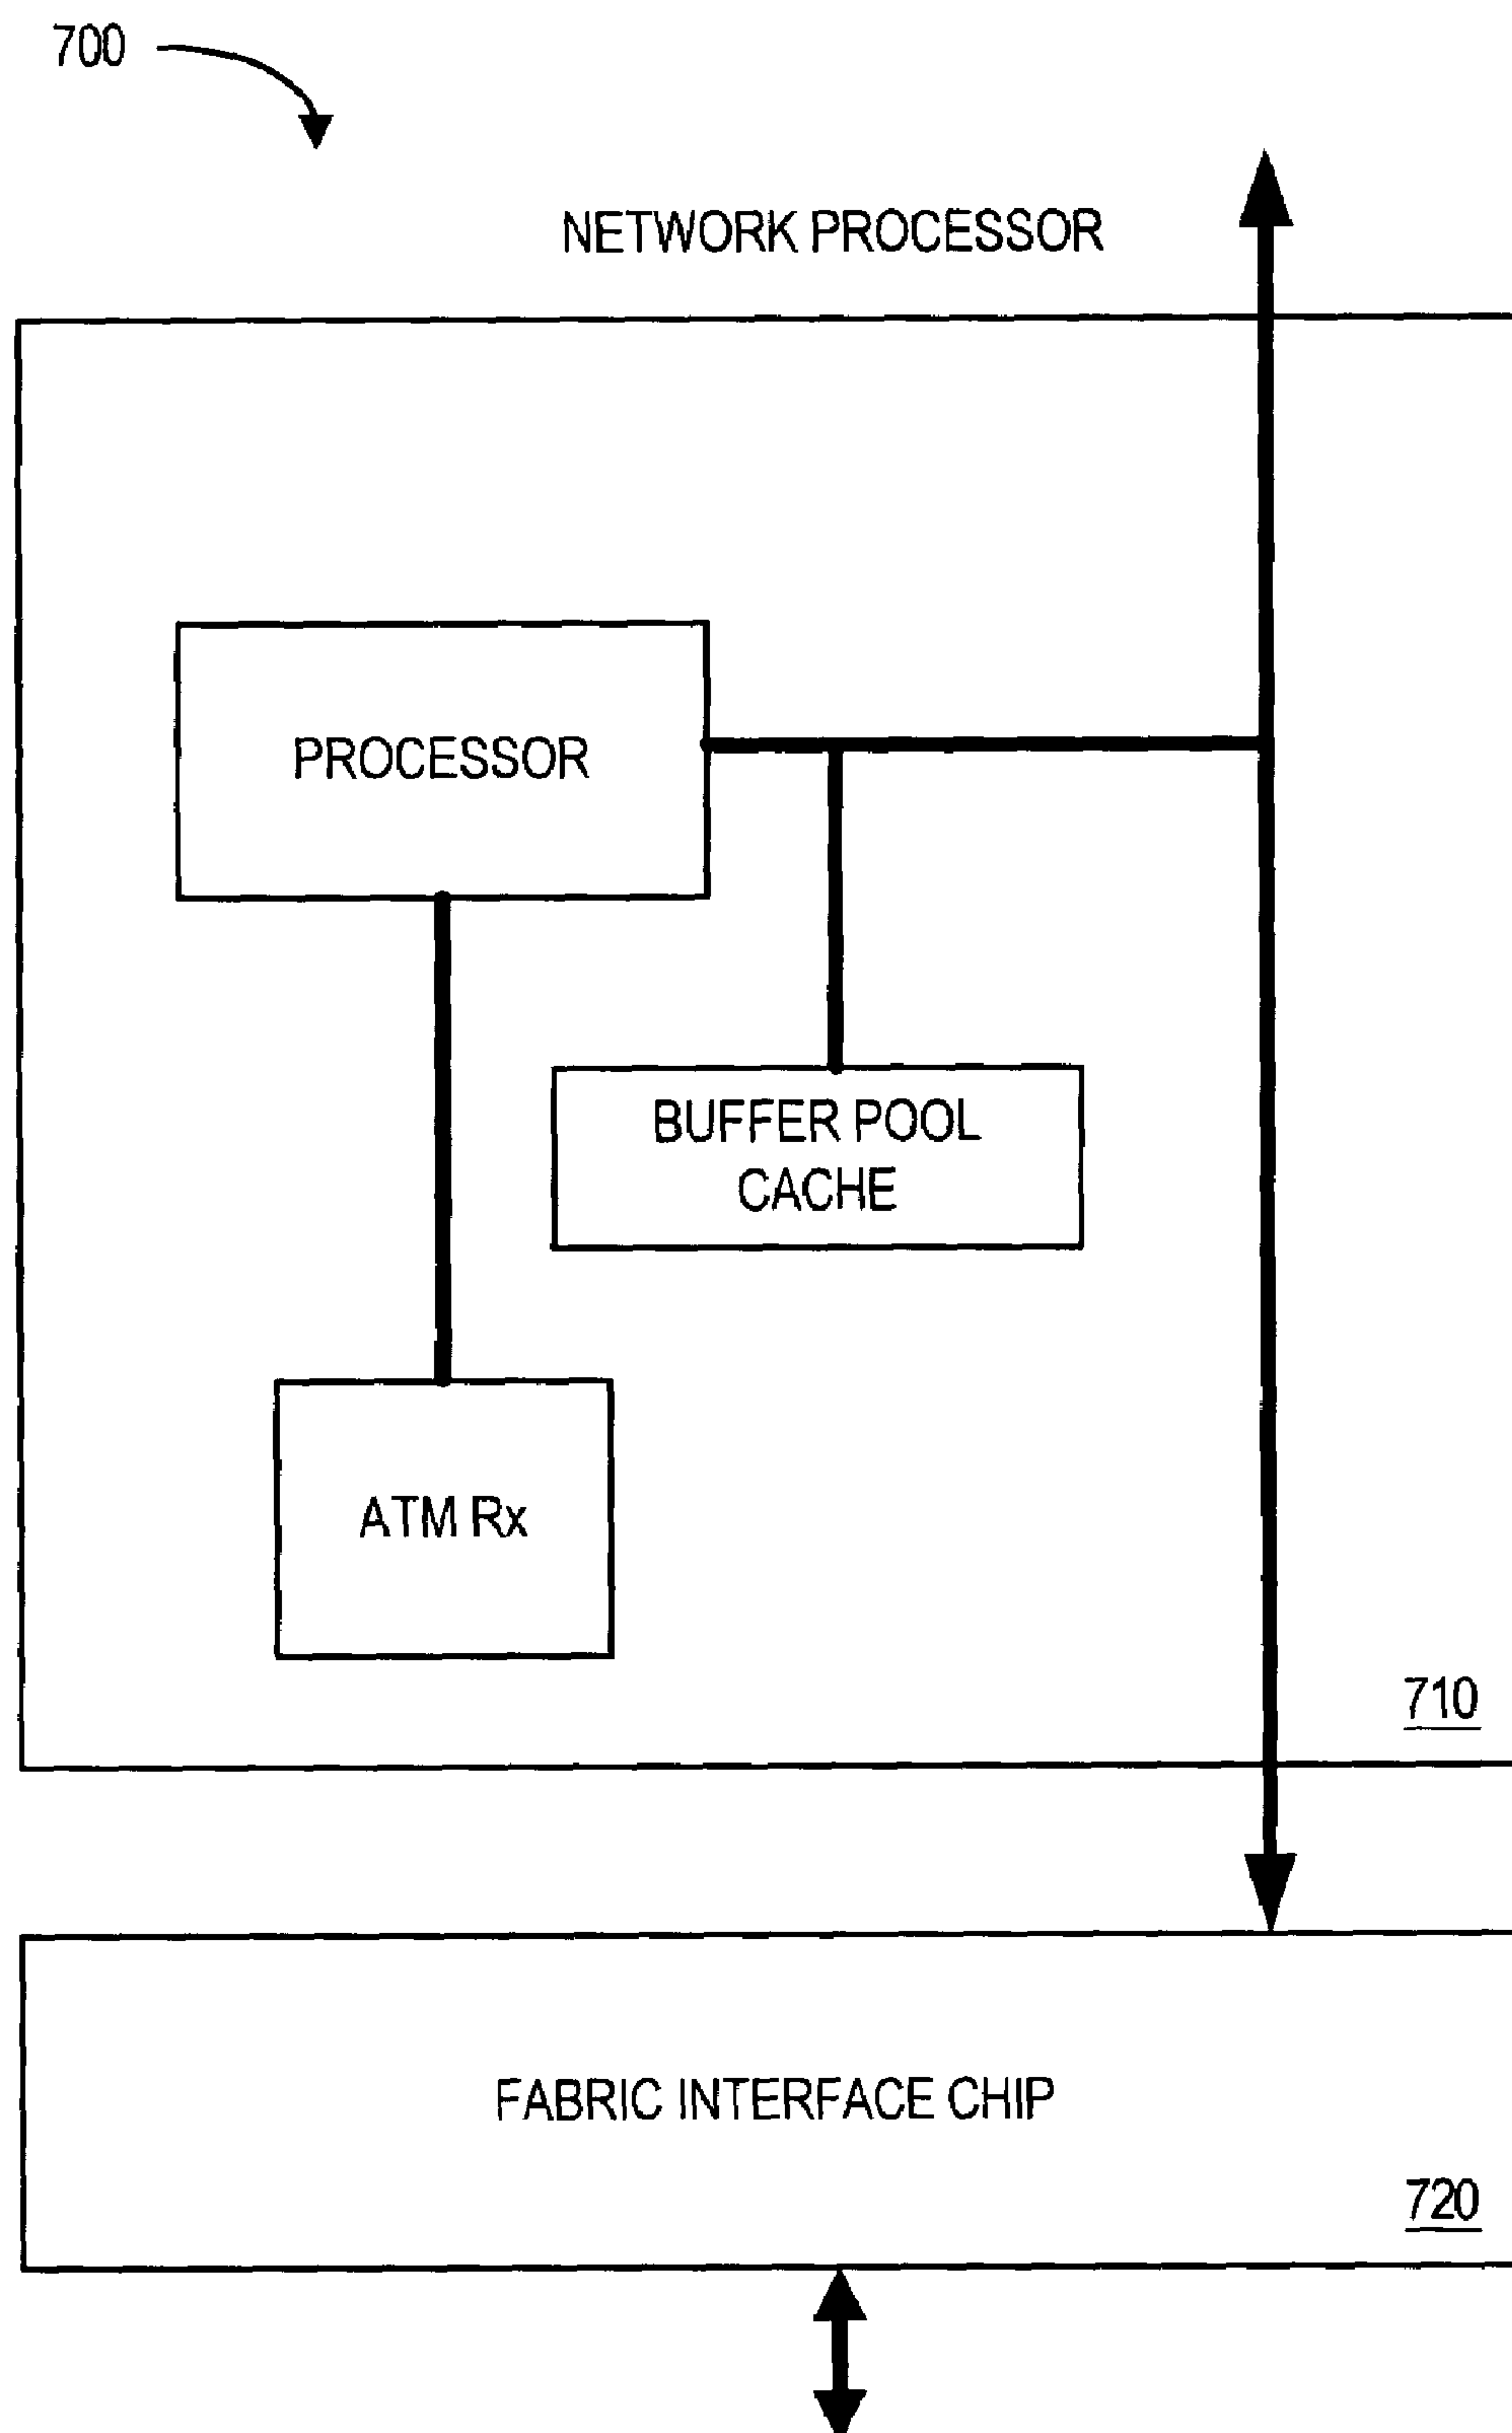 700
NETWORK PROCESSOR
PROCESSOR
BUFFER POOL
CACHE
ATM Rx
710
FABRIC INTERFACE CHIP
720